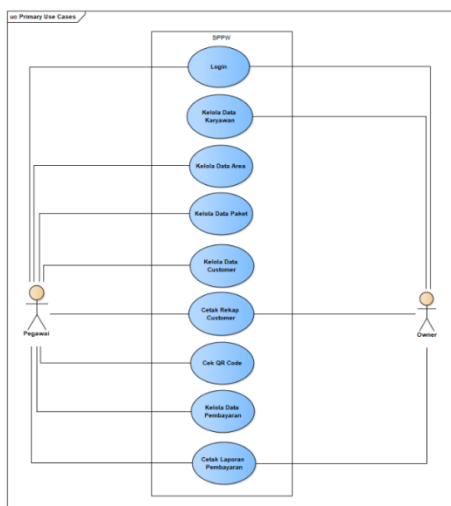 uc Primary Use Cases
SPPW
Login
Kelola Data
Karyawan
Kelola Data Area
Kelola Data Paket
Kelola Data
Customer
Cetak Rekap
Customer
Pegawai
Owner
Cek QR Code
Kelola Data
Pembayaran
Cetak Laporan
Pembayaran